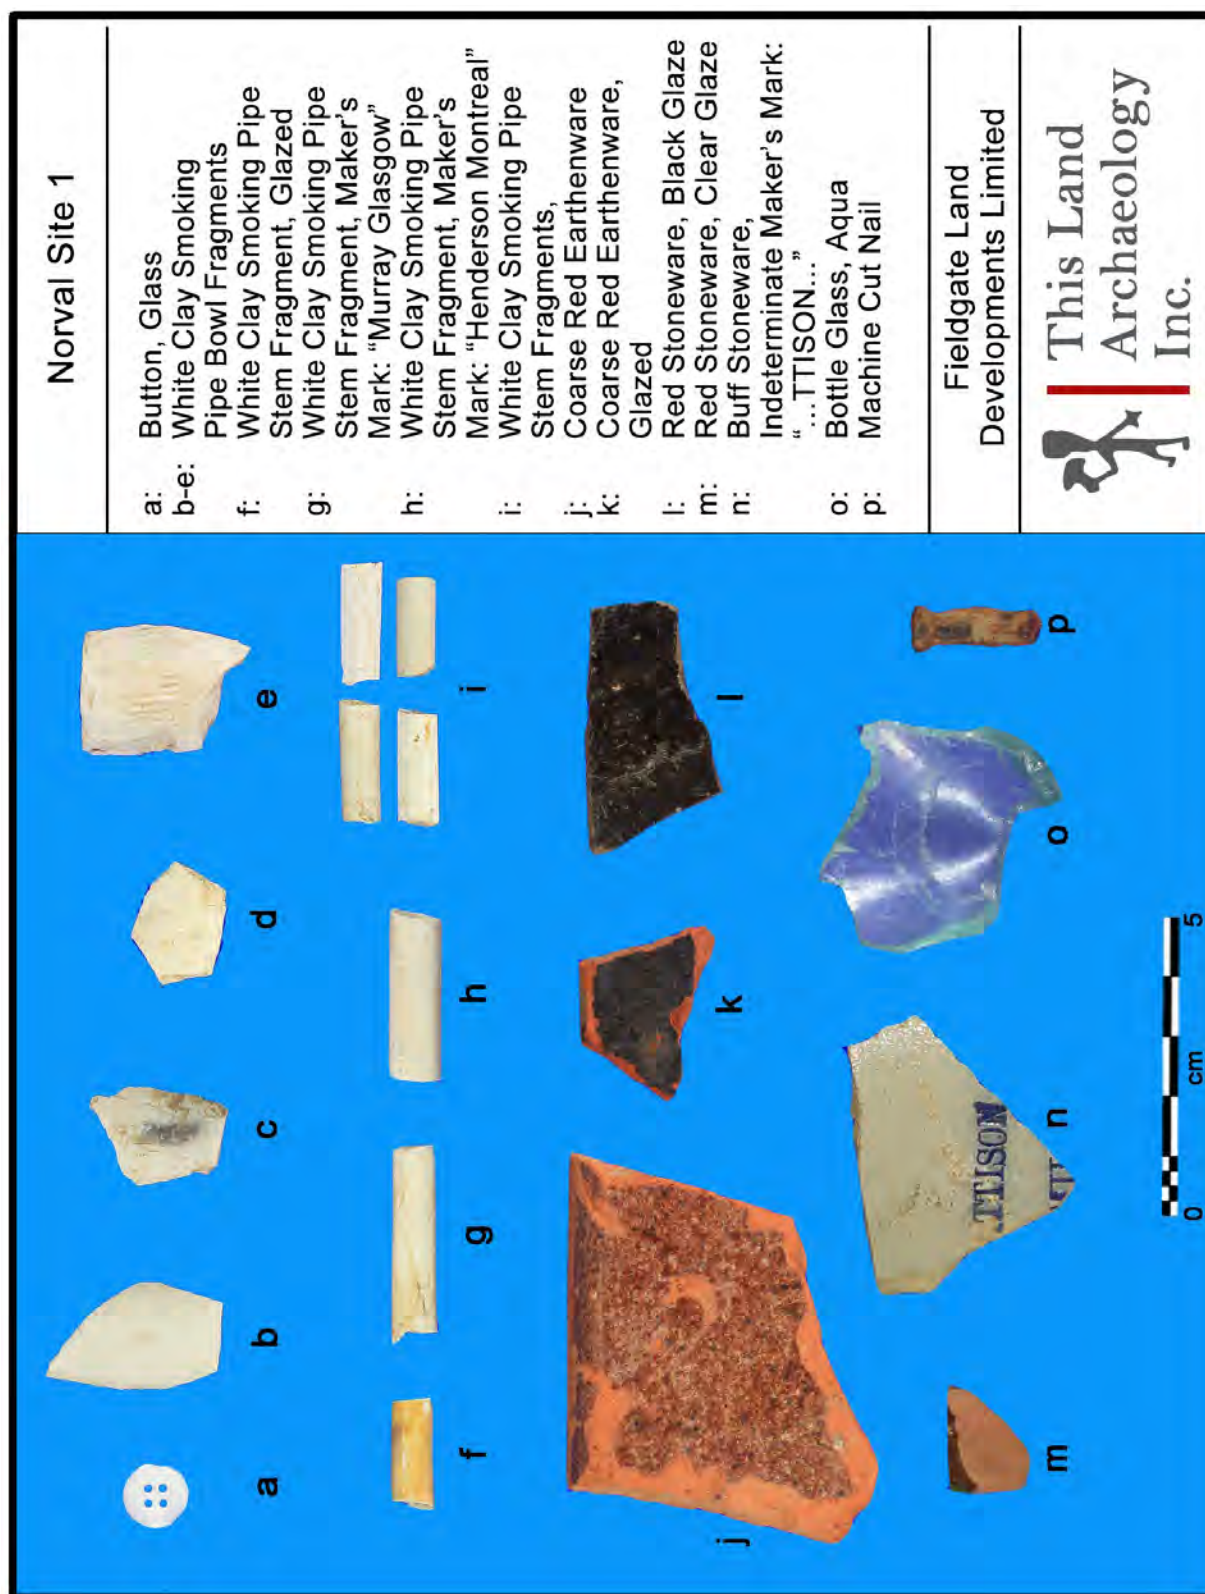 Norval Site 1
a: Button, Glass
b-e: White Clay Smoking
Pipe Bowl Fragments
f: White Clay Smoking Pipe
Stem Fragment, Glazed
g: White Clay Smoking Pipe
Stem Fragment, Maker's
Mark: “Murray Glasgow”
h: White Clay Smoking Pipe
Stem Fragment, Maker's
Mark: “Henderson Montreal”
i: White Clay Smoking Pipe
Stem Fragments,
j: Coarse Red Earthenware
k: Coarse Red Earthenware,
Glazed
l: Red Stoneware, Black Glaze
m: Red Stoneware, Clear Glaze
n: Buff Stoneware,
Indeterminate Maker's Mark:
“ ...TTISON...”
o: Bottle Glass, Aqua
p: Machine Cut Nail
Fieldgate Land
Developments Limited
This Land
Archaeology
Inc.
a b c d e
f g h i
j k l
TTISON
m n o p
0 cm 5